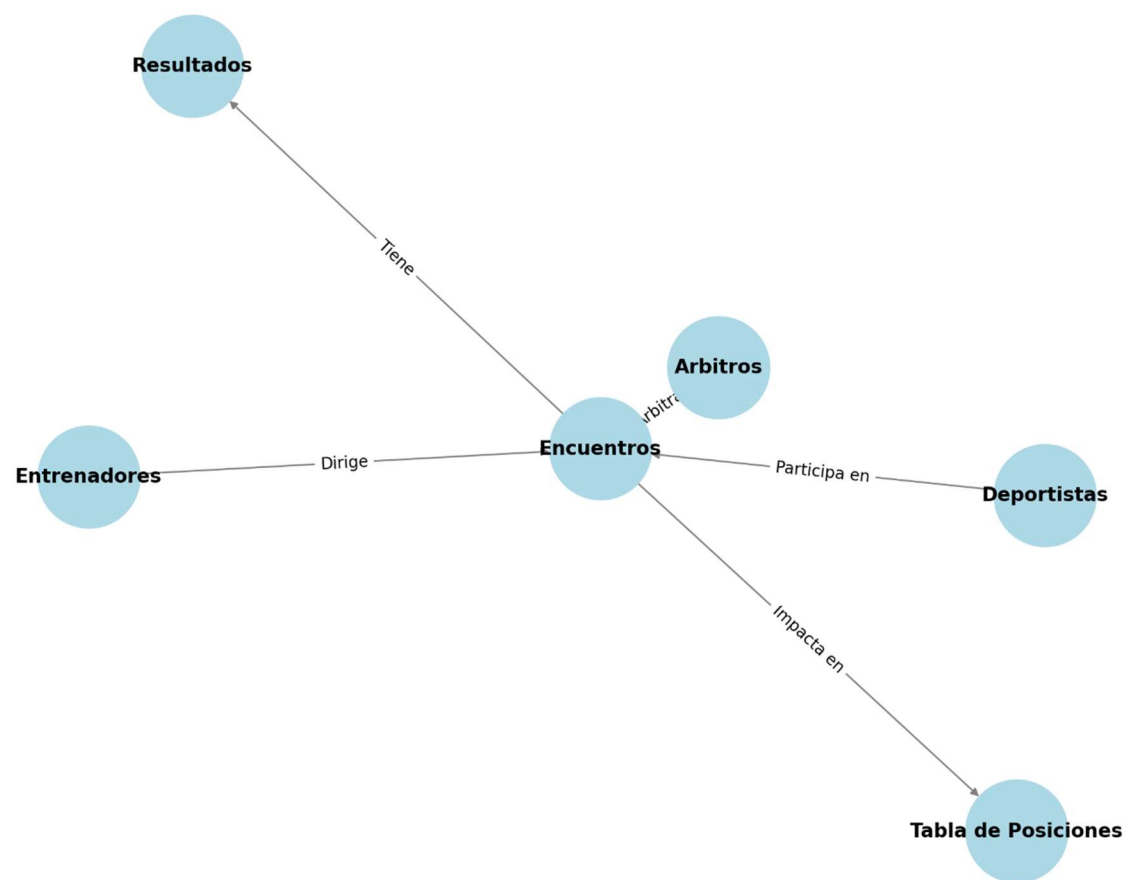 Resultados
Tiene
Arbitros
Encuentros
Entrenadores
Dirige
Participa en
Deportistas
Impacta en
Tabla de Posiciones